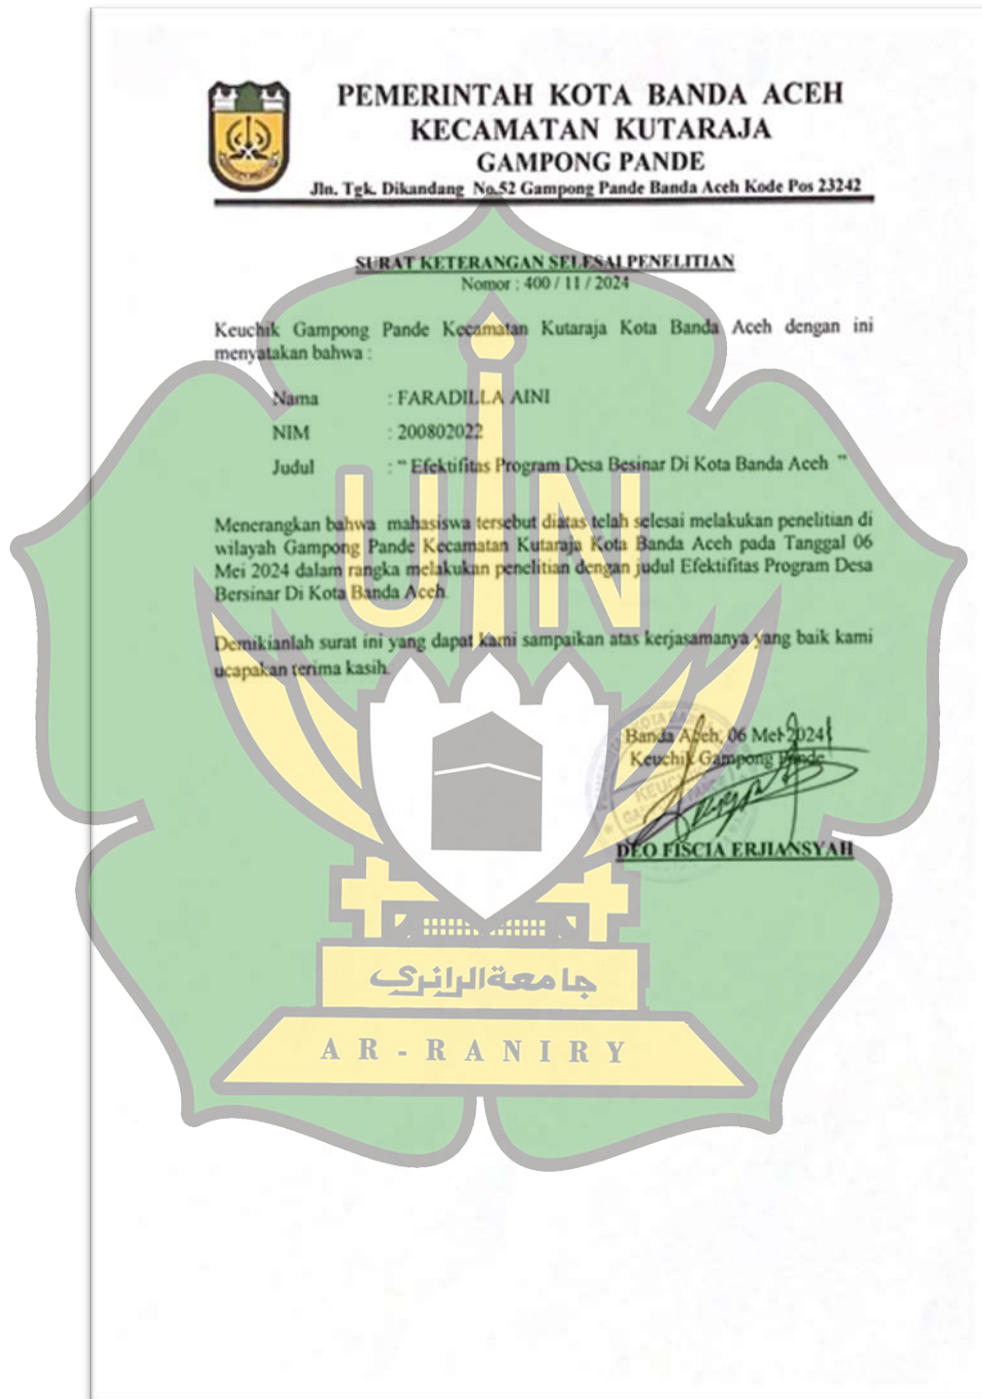 PEMERINTAH KOTA BANDA ACEH
KECAMATAN KUTARAJA
GAMPONG PANDE
Jln. Tgk. Dikandang No.52 Gampong Pande Banda Aceh Kode Pos 23242
SURAT KETERANGAN SELESAI PENELITIAN
Nomor : 400 / 11 / 2024
Keuchik Gampong Pande Kecamatan Kutaraja Kota Banda Aceh dengan ini
menyatakan bahwa :
Nama : FARADILLA AINI
NIM : 200802022
Judul : " Efektifitas Program Desa Besinar Di Kota Banda Aceh "
Menerangkan bahwa mahasiswa tersebut diatas telah selesai melakukan penelitian di
wilayah Gampong Pande Kecamatan Kutaraja Kota Banda Aceh pada Tanggal 06
Mei 2024 dalam rangka melakukan penelitian dengan judul Efektifitas Program Desa
Bersinar Di Kota Banda Aceh.
Demikianlah surat ini yang dapat kami sampaikan atas kerjasamanya yang baik kami
ucapakan terima kasih.
Banda Aceh, 06 Mei 2024
Keuchik Gampong Pande
DEO FISCIA ERJIANSYAH
UIN
جامعة الرانري
AR-RANIRY